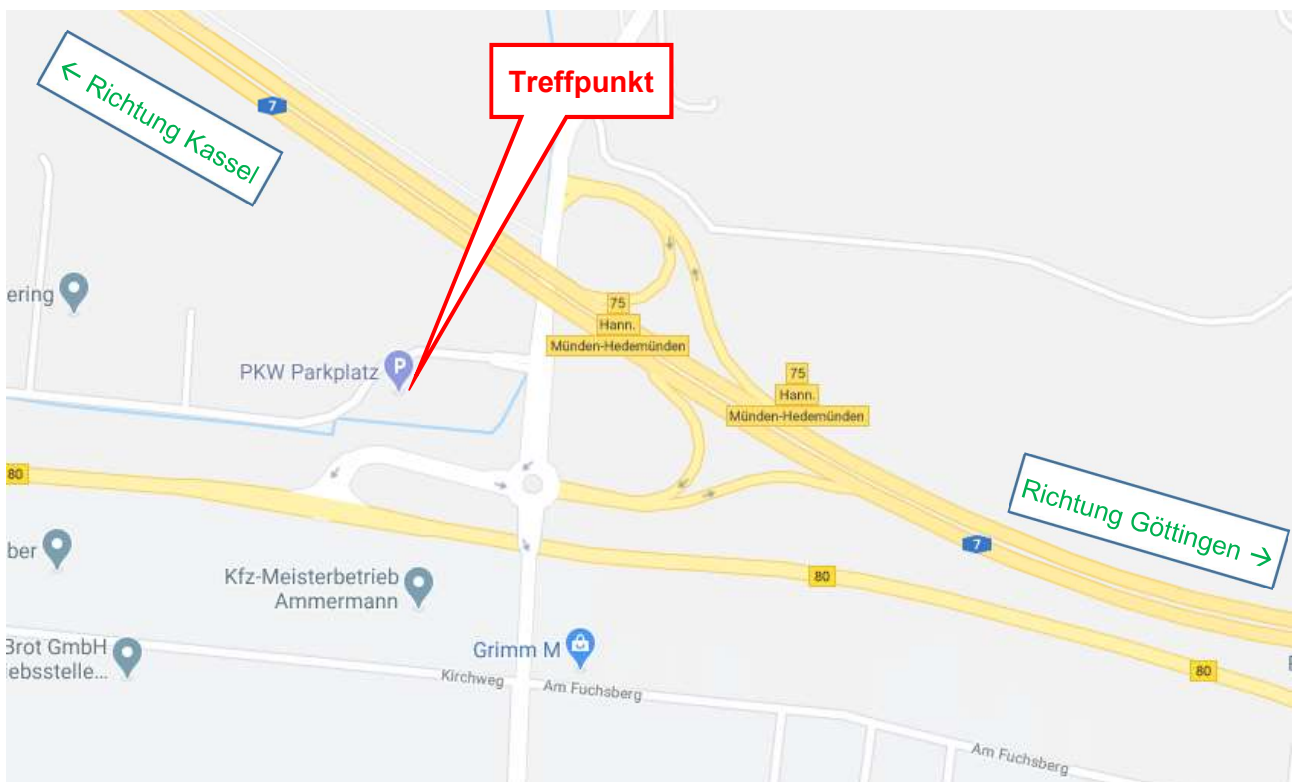 ← Richtung Kassel
7
Treffpunkt
ering
PKW Parkplatz
P
75
Hann.
Münden-Hedemünden
75
Hann.
Münden-Hedemünden
80
Richtung Göttingen →
7
ber
Kfz-Meisterbetrieb
Ammermann
80
Brot GmbH
ebsstelle...
Grimm M
80
Kirchweg
Am Fuchsberg
Am Fuchsberg